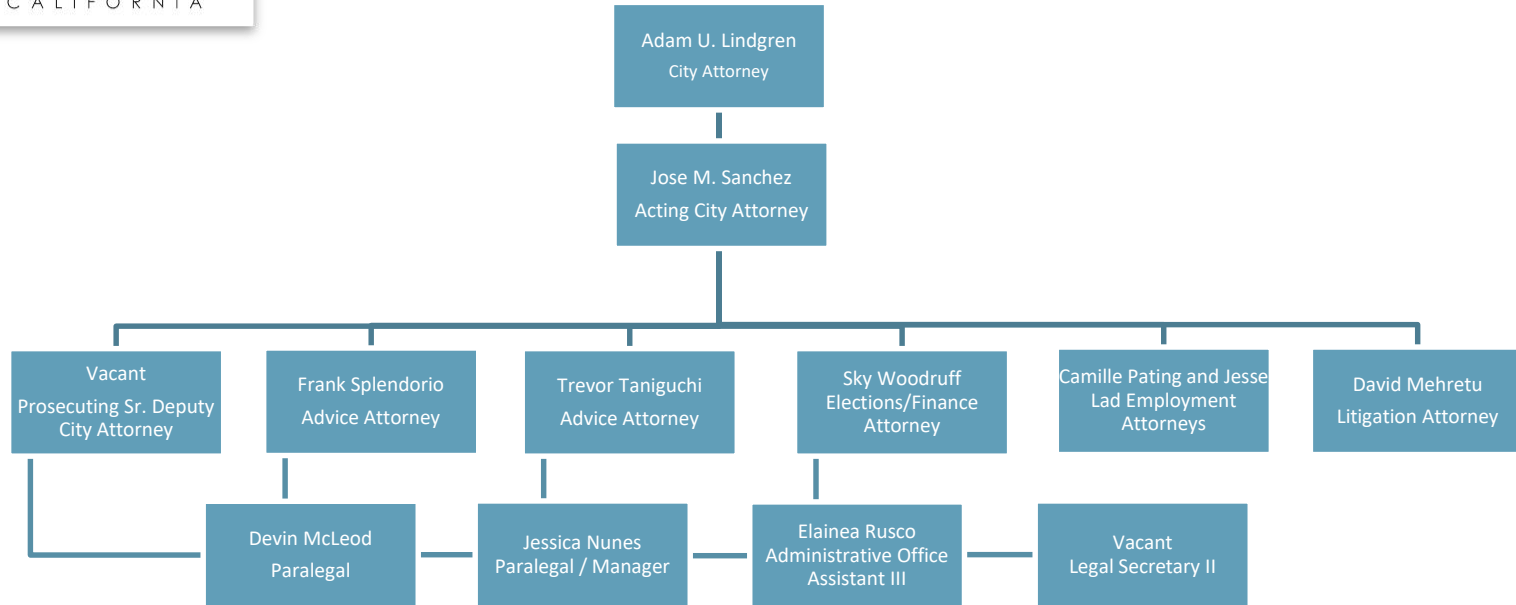 CALIFORNIA
Adam U. Lindgren
City Attorney
Jose M. Sanchez
Acting City Attorney
Vacant
Prosecuting Sr. Deputy
City Attorney
Frank Splendorio
Advice Attorney
Trevor Taniguchi
Advice Attorney
Sky Woodruff
Elections/Finance
Attorney
Camille Pating and Jesse
Lad Employment
Attorneys
David Mehretu
Litigation Attorney
Devin McLeod
Paralegal
Jessica Nunes
Paralegal / Manager
Elainea Rusco
Administrative Office
Assistant III
Vacant
Legal Secretary II